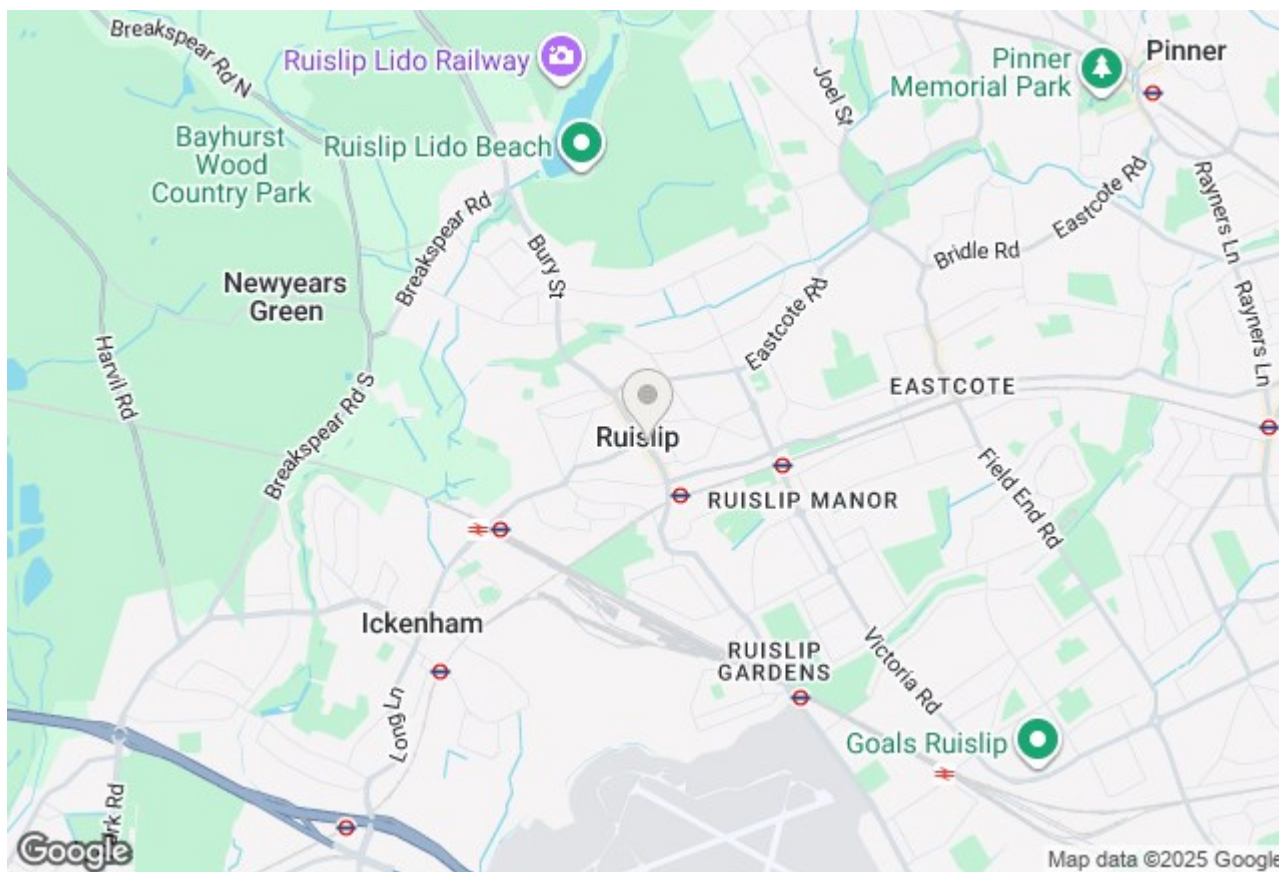 Breakspear Rd N
Ruislip Lido Railway
Pinner
Memorial Park
Pinner
Joel St
Bayhurst
Wood
Country Park
Ruislip Lido Beach
Breakspear Rd
Eastcote Rd
Rayners Ln
Bury St
Bridle Rd
Newyears
Green
Eastcote Rd
Rayners Ln
Harvil Rd
Breakspear Rd S
EASTCOTE
Ruislip
Field End Rd
RUISLIP MANOR
Ickenham
RUISLIP
GARDENS
Victoria Rd
Long Ln
Goals Ruislip
Rd
Google
Map data ©2025 Google